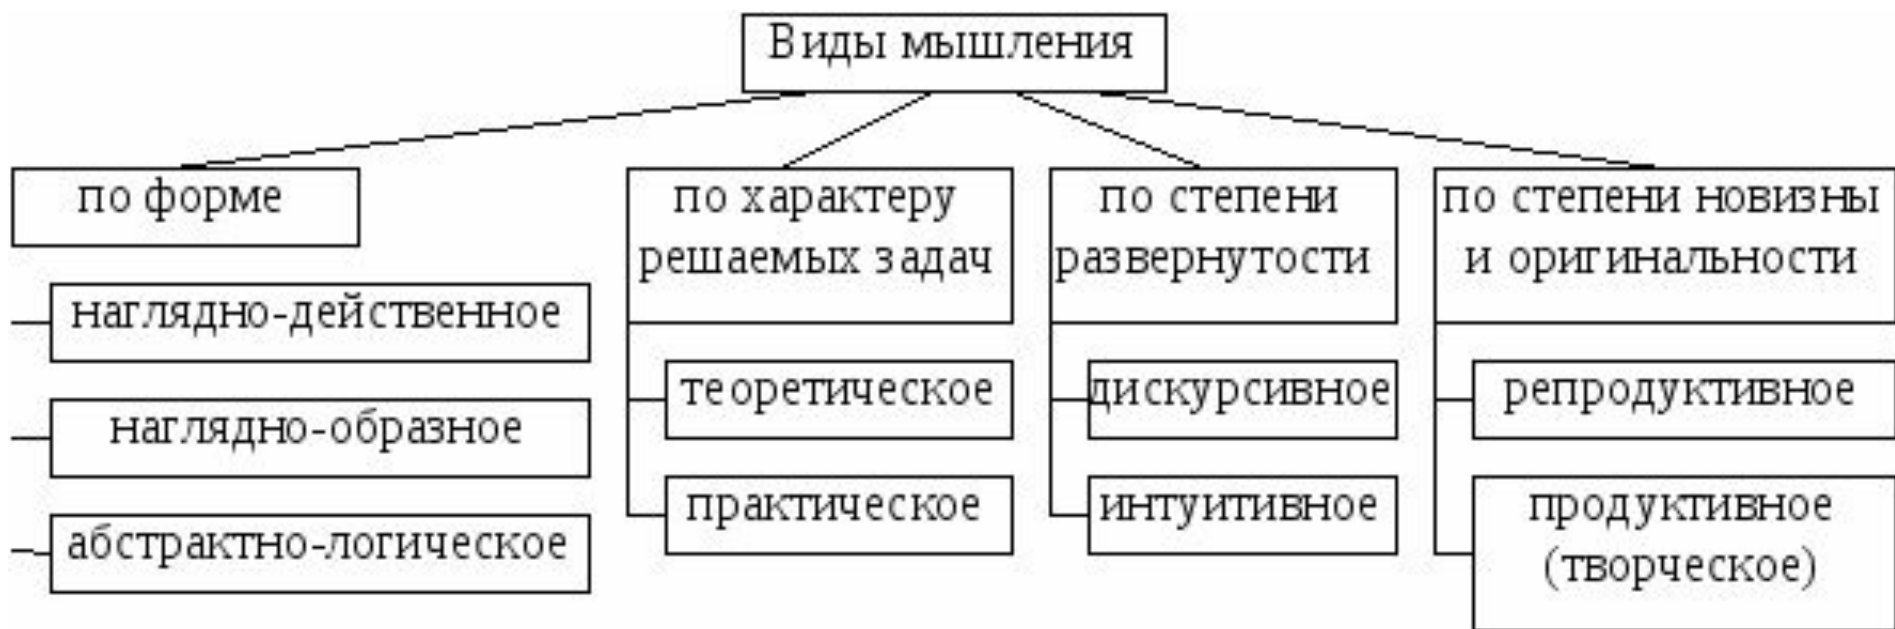 Виды мышления
по форме
наглядно-действенное
наглядно-образное
абстрактно-логическое
по характеру
решаемых задач
теоретическое
практическое
по степени
развернутости
дискурсивное
интуитивное
по степени новизны
и оригинальности
репродуктивное
продуктивное
(творческое)